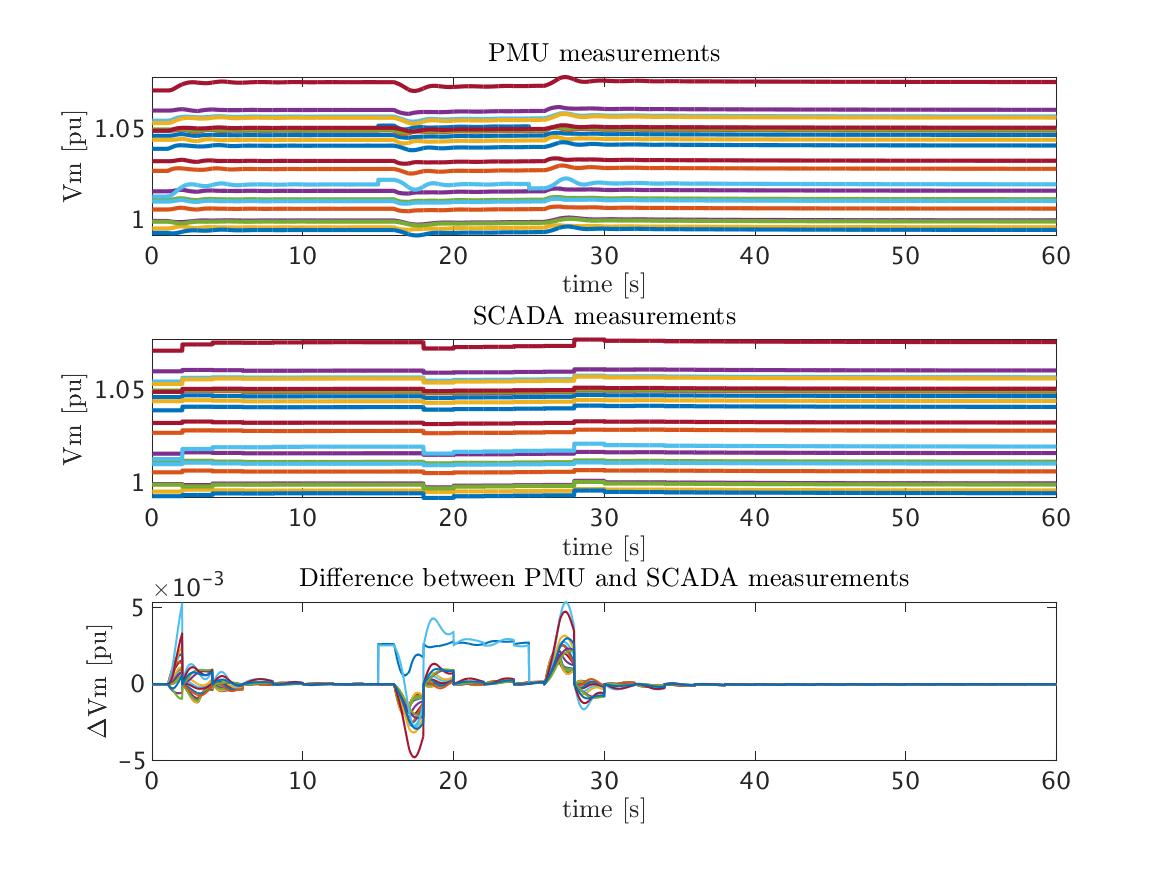 PMU measurements
Vm [pu]
1.05
1
0 10 20 30 40 50 60
time [s]
SCADA measurements
Vm [pu]
1.05
1
0 10 20 30 40 50 60
time [s]
×10⁻³
Difference between PMU and SCADA measurements
ΔVm [pu]
5
0
-5
0 10 20 30 40 50 60
time [s]